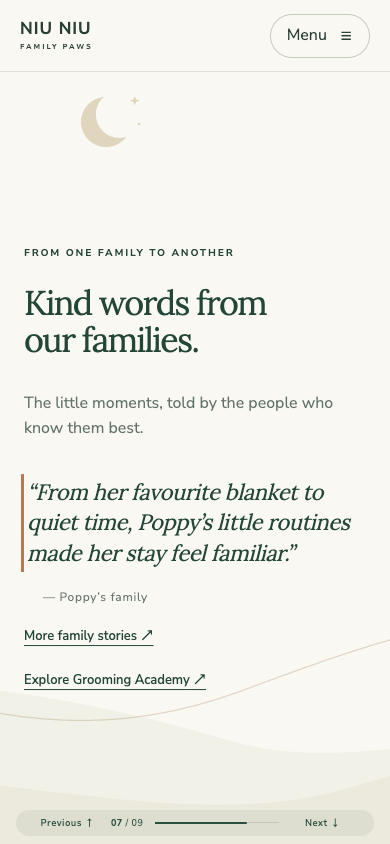 NIU NIU
FAMILY PAWS
Menu
FROM ONE FAMILY TO ANOTHER
Kind words from
our families.
The little moments, told by the people who
know them best.
“From her favourite blanket to
quiet time, Poppy’s little routines
made her stay feel familiar.”
— Poppy’s family
More family stories ↗
Explore Grooming Academy ↗
Previous ↑ 07 / 09 Next ↓